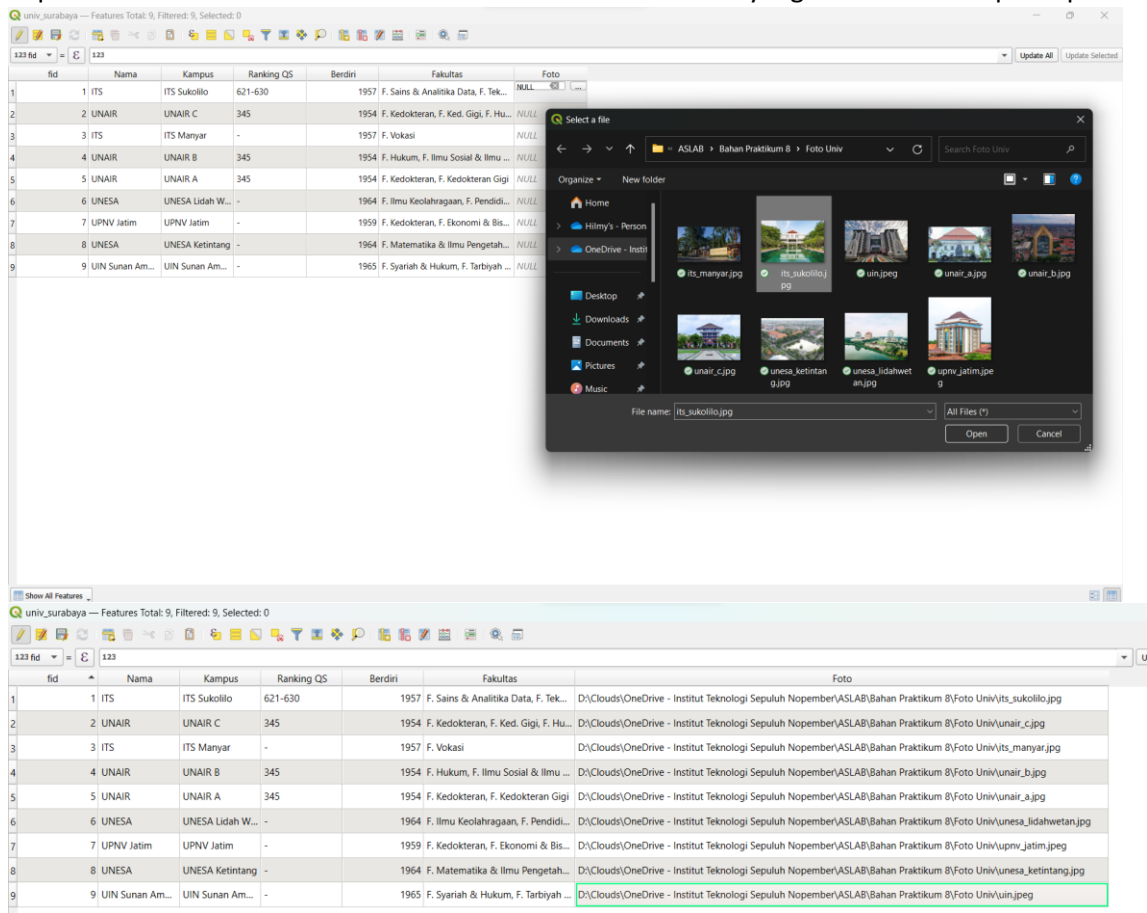 univ_surabaya — Features Total: 9, Filtered: 9, Selected: 0
123 fid = ε 123 Update All Update Selected
fid Nama Kampus Ranking QS Berdiri Fakultas Foto
1 1 ITS ITS Sukolilo 621-630 1957 F. Sains & Analitika Data, F. Tek... NULL ...
2 2 UNAIR UNAIR C 345 1954 F. Kedokteran, F. Ked. Gigi, F. Hu... NULL
3 3 ITS ITS Manyar - 1957 F. Vokasi NULL
4 4 UNAIR UNAIR B 345 1954 F. Hukum, F. Ilmu Sosial & Ilmu ... NULL
5 5 UNAIR UNAIR A 345 1954 F. Kedokteran, F. Kedokteran Gigi NULL
6 6 UNESA UNESA Lidah W... - 1964 F. Ilmu Keolahragaan, F. Pendidi... NULL
7 7 UPNV Jatim UPNV Jatim - 1959 F. Kedokteran, F. Ekonomi & Bis... NULL
8 8 UNESA UNESA Ketintang - 1964 F. Matematika & Ilmu Pengetah... NULL
9 9 UIN Sunan Am... UIN Sunan Am... - 1965 F. Syariah & Hukum, F. Tarbiyah ... NULL
Select a file
« ASLAB › Bahan Praktikum 8 › Foto Univ Search Foto Univ
Organize New folder
Home
Hilmy's - Person
OneDrive - Instit
Desktop
Downloads
Documents
Pictures
Music
its_manyar.jpg its_sukolilo.j uin.jpeg unair_a.jpg unair_b.jpg
pg
unair_c.jpg unesa_ketintan unesa_lidahwet upnv_jatim.jpe
g.jpg an.jpg g
File name: its_sukolilo.jpg All Files (*)
Open Cancel
Show All Features
univ_surabaya — Features Total: 9, Filtered: 9, Selected: 0
123 fid = ε 123 U
fid Nama Kampus Ranking QS Berdiri Fakultas Foto
1 1 ITS ITS Sukolilo 621-630 1957 F. Sains & Analitika Data, F. Tek... D:\Clouds\OneDrive - Institut Teknologi Sepuluh Nopember\ASLAB\Bahan Praktikum 8\Foto Univ\its_sukolilo.jpg
2 2 UNAIR UNAIR C 345 1954 F. Kedokteran, F. Ked. Gigi, F. Hu... D:\Clouds\OneDrive - Institut Teknologi Sepuluh Nopember\ASLAB\Bahan Praktikum 8\Foto Univ\unair_c.jpg
3 3 ITS ITS Manyar - 1957 F. Vokasi D:\Clouds\OneDrive - Institut Teknologi Sepuluh Nopember\ASLAB\Bahan Praktikum 8\Foto Univ\its_manyar.jpg
4 4 UNAIR UNAIR B 345 1954 F. Hukum, F. Ilmu Sosial & Ilmu ... D:\Clouds\OneDrive - Institut Teknologi Sepuluh Nopember\ASLAB\Bahan Praktikum 8\Foto Univ\unair_b.jpg
5 5 UNAIR UNAIR A 345 1954 F. Kedokteran, F. Kedokteran Gigi D:\Clouds\OneDrive - Institut Teknologi Sepuluh Nopember\ASLAB\Bahan Praktikum 8\Foto Univ\unair_a.jpg
6 6 UNESA UNESA Lidah W... - 1964 F. Ilmu Keolahragaan, F. Pendidi... D:\Clouds\OneDrive - Institut Teknologi Sepuluh Nopember\ASLAB\Bahan Praktikum 8\Foto Univ\unesa_lidahwetan.jpg
7 7 UPNV Jatim UPNV Jatim - 1959 F. Kedokteran, F. Ekonomi & Bis... D:\Clouds\OneDrive - Institut Teknologi Sepuluh Nopember\ASLAB\Bahan Praktikum 8\Foto Univ\upnv_jatim.jpeg
8 8 UNESA UNESA Ketintang - 1964 F. Matematika & Ilmu Pengetah... D:\Clouds\OneDrive - Institut Teknologi Sepuluh Nopember\ASLAB\Bahan Praktikum 8\Foto Univ\unesa_ketintang.jpg
9 9 UIN Sunan Am... UIN Sunan Am... - 1965 F. Syariah & Hukum, F. Tarbiyah ... D:\Clouds\OneDrive - Institut Teknologi Sepuluh Nopember\ASLAB\Bahan Praktikum 8\Foto Univ\uin.jpeg